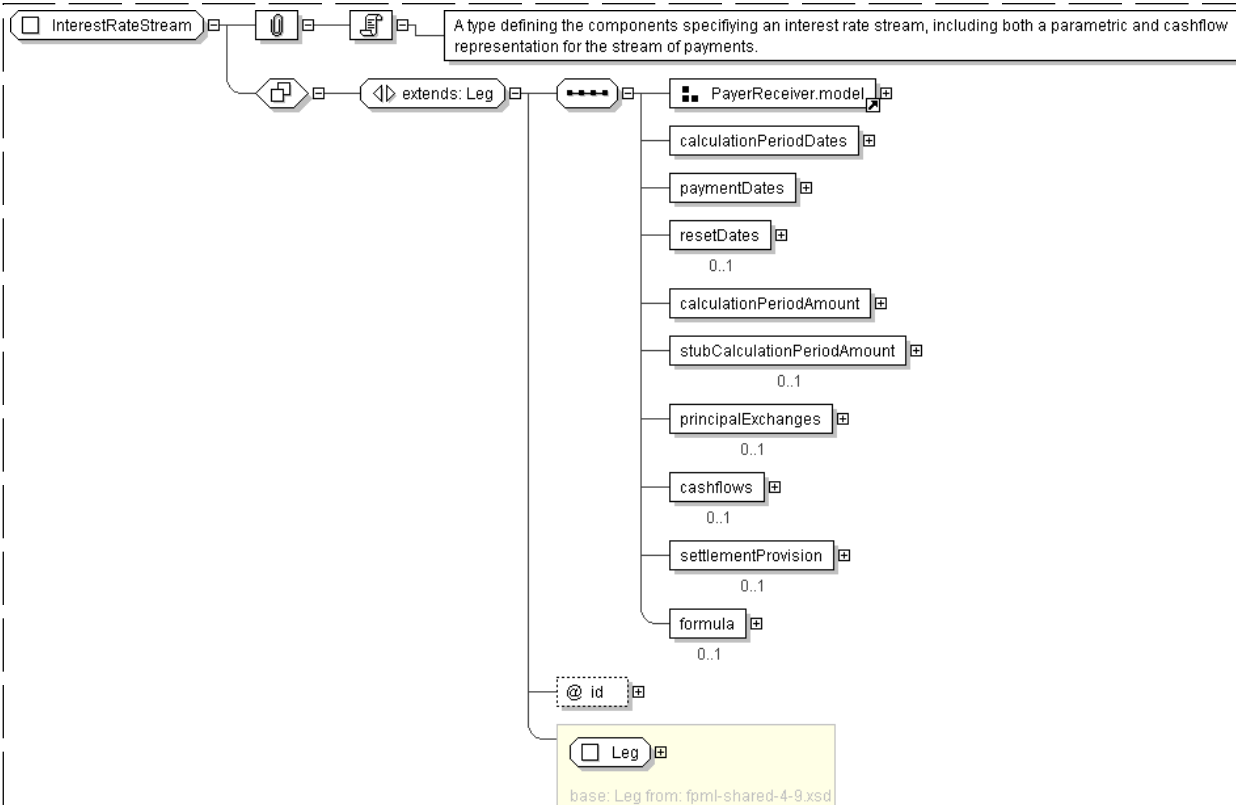 InterestRateStream
A type defining the components specifiying an interest rate stream, including both a parametric and cashflow
representation for the stream of payments.
extends: Leg
PayerReceiver.model
calculationPeriodDates
paymentDates
resetDates
0..1
calculationPeriodAmount
stubCalculationPeriodAmount
0..1
principalExchanges
0..1
cashflows
0..1
settlementProvision
0..1
formula
0..1
@ id
Leg
base: Leg from: fpml-shared-4-9.xsd